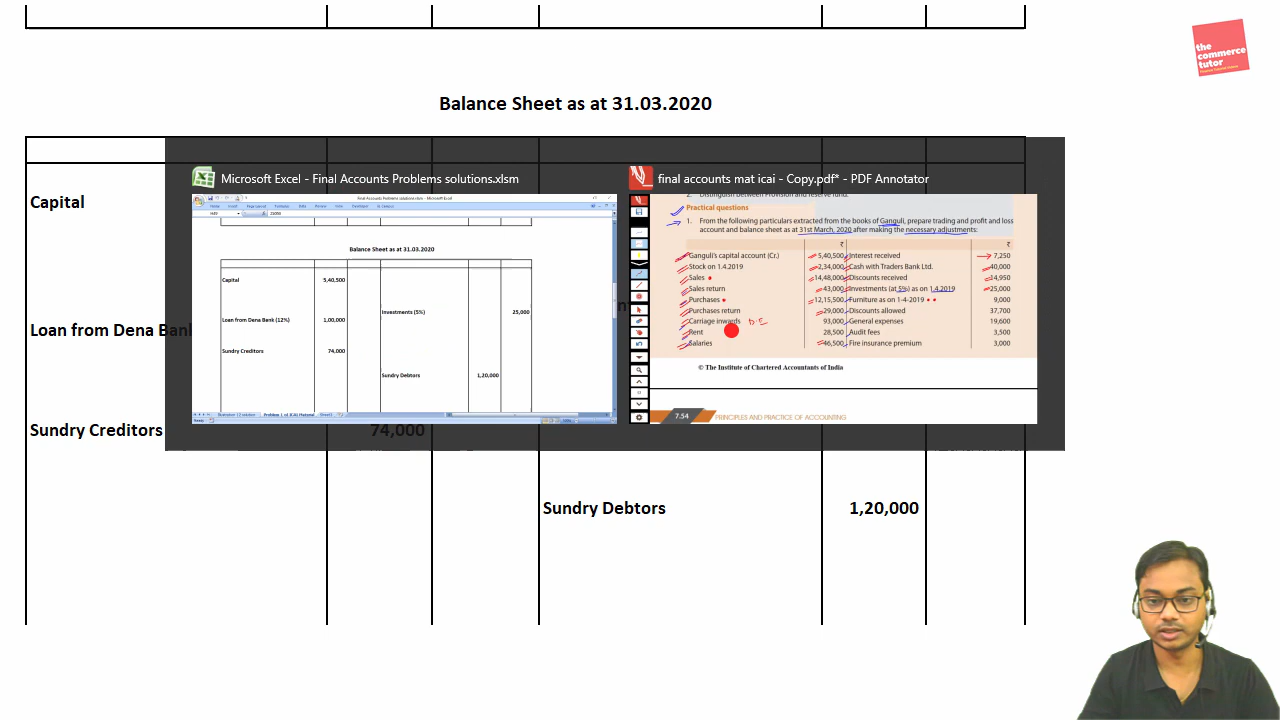 the
commerce
tutor
Balance Sheet as at 31.03.2020
Capital
Loan from Dena Bank
Sundry Creditors 74,000
Sundry Debtors 1,20,000
Microsoft Excel - Final Accounts Problems solutions.xlsm
Balance Sheet as at 31.03.2020
Capital 5,40,500
Investments (5%) 25,000
Loan from Dena Bank (12%) 1,00,000
Sundry Creditors 74,000
Sundry Debtors 1,20,000
final accounts mat icai - Copy.pdf* - PDF Annotator
2. Distinguish between Provision and reserve fund.
Practical questions
1. From the following particulars extracted from the books of Ganguli, prepare trading and profit and loss
account and balance sheet as at 31st March, 2020 after making the necessary adjustments:
₹ ₹
Ganguli's capital account (Cr.) 5,40,500 Interest received 7,250
Stock on 1.4.2019 2,34,000 Cash with Traders Bank Ltd. 40,000
Sales 14,48,000 Discounts received 14,950
Sales return 43,000 Investments (at 5%) as on 1.4.2019 25,000
Purchases 12,15,500 Furniture as on 1-4-2019 9,000
Purchases return 29,000 Discounts allowed 37,700
Carriage inwards D.E 93,000 General expenses 19,600
Rent 28,500 Audit fees 3,500
Salaries 46,500 Fire insurance premium 3,000
© The Institute of Chartered Accountants of India
7.54 PRINCIPLES AND PRACTICE OF ACCOUNTING